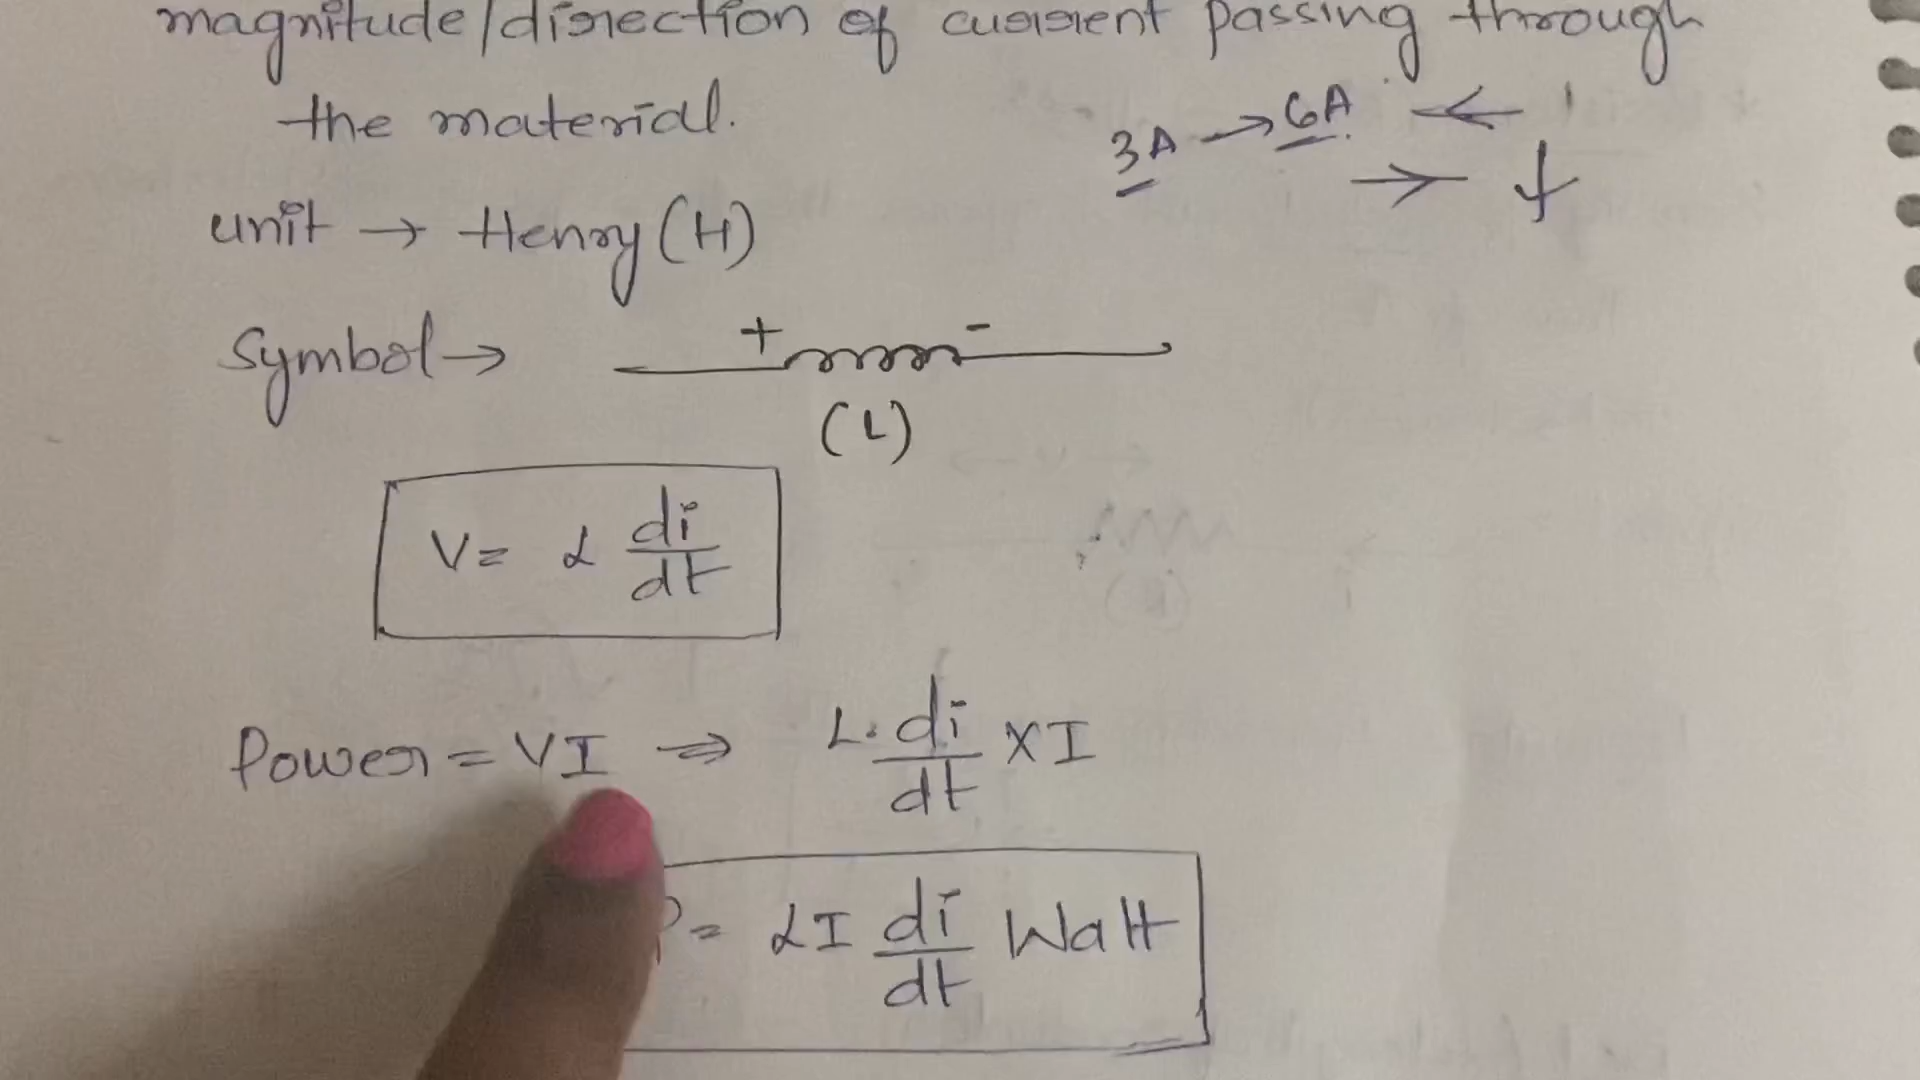 magnitude/direction of current passing through
the material.
3A → 6A ←
→
unit → Henry (H)
Symbol → + -
(L)
V = L di/dt
Power = VI ⇒ L. di/dt × I
P = LI di/dt Watt